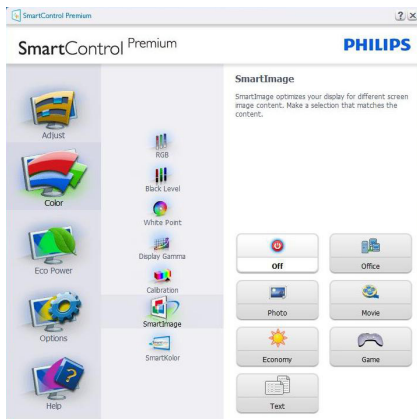 SmartControl Premium
SmartControl Premium
PHILIPS
Adjust
Color
Eco Power
Options
Help
RGB
Black Level
White Point
Display Gamma
Calibration
SmartImage
SmartKolor
SmartImage
SmartImage optimizes your display for different screen
image content. Make a selection that matches the
content.
Off
Office
Photo
Movie
Economy
Game
Text